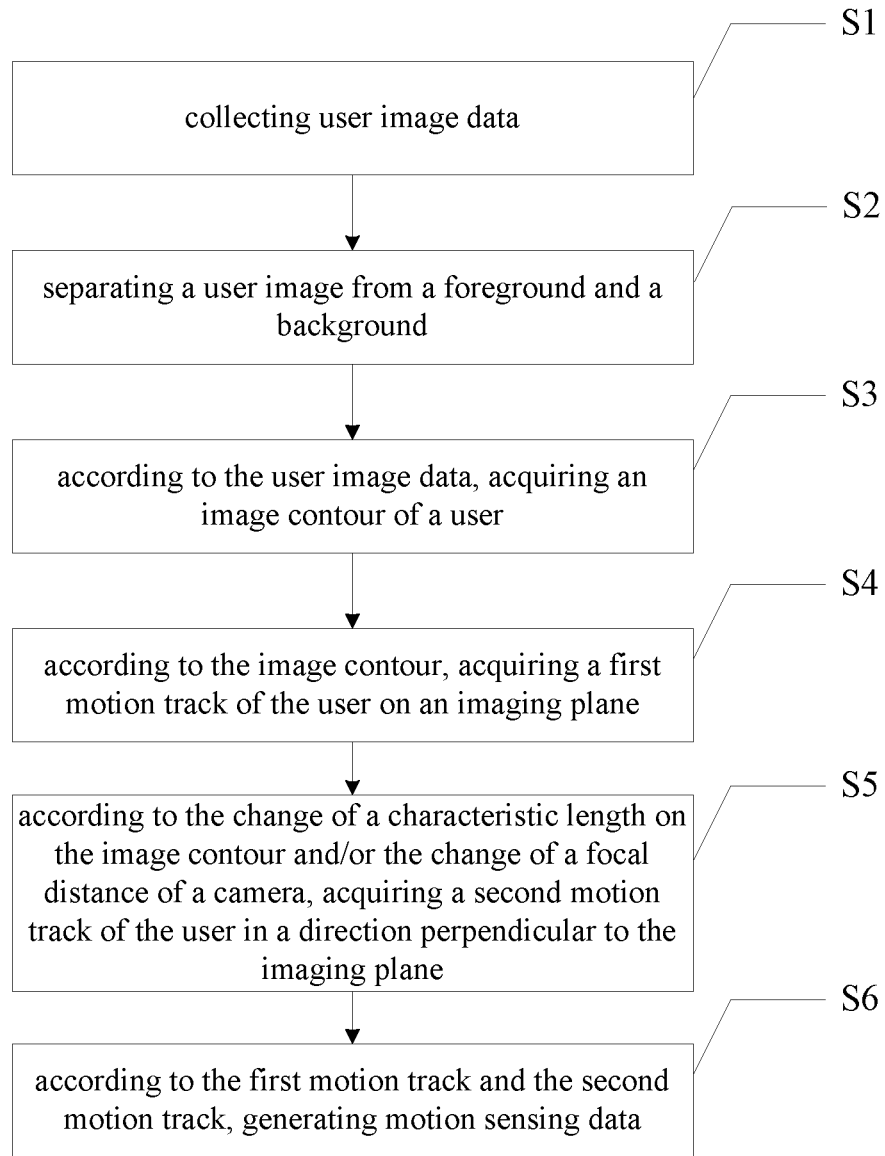 S1
collecting user image data
S2
separating a user image from a foreground and a
background
S3
according to the user image data, acquiring an
image contour of a user
S4
according to the image contour, acquiring a first
motion track of the user on an imaging plane
S5
according to the change of a characteristic length on
the image contour and/or the change of a focal
distance of a camera, acquiring a second motion
track of the user in a direction perpendicular to the
imaging plane
S6
according to the first motion track and the second
motion track, generating motion sensing data